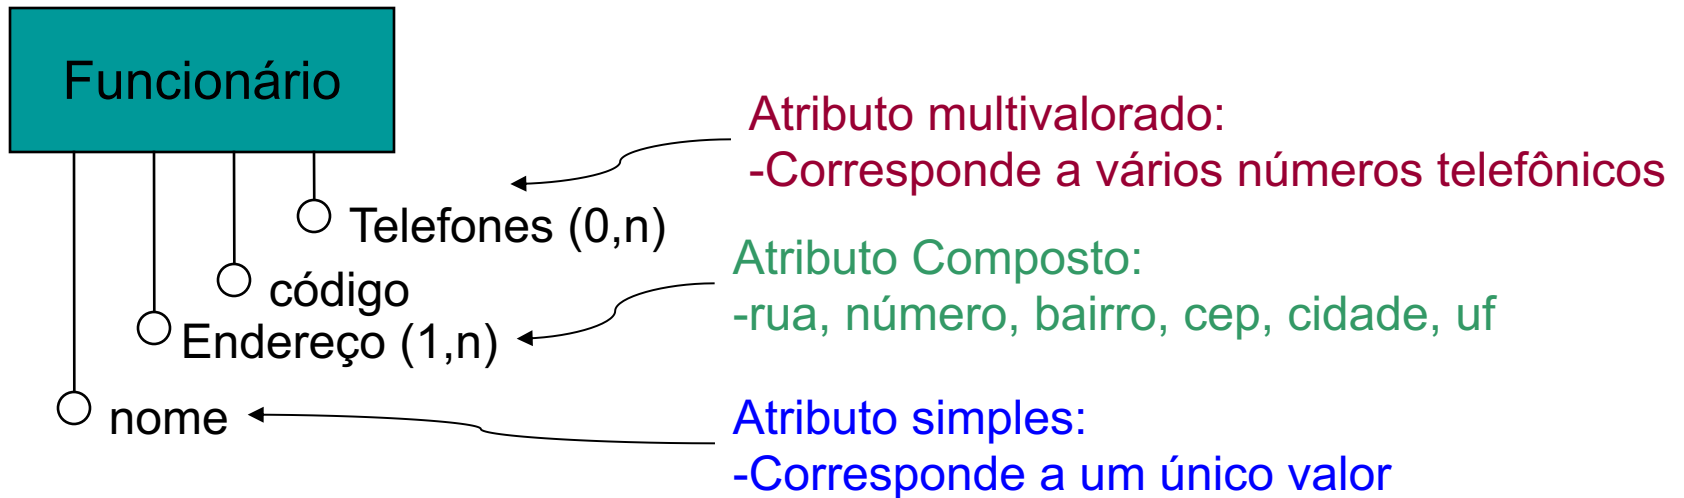 Funcionário
Atributo multivalorado:
-Corresponde a vários números telefônicos
Telefones (0,n)
Atributo Composto:
-rua, número, bairro, cep, cidade, uf
código
Endereço (1,n)
nome
Atributo simples:
-Corresponde a um único valor